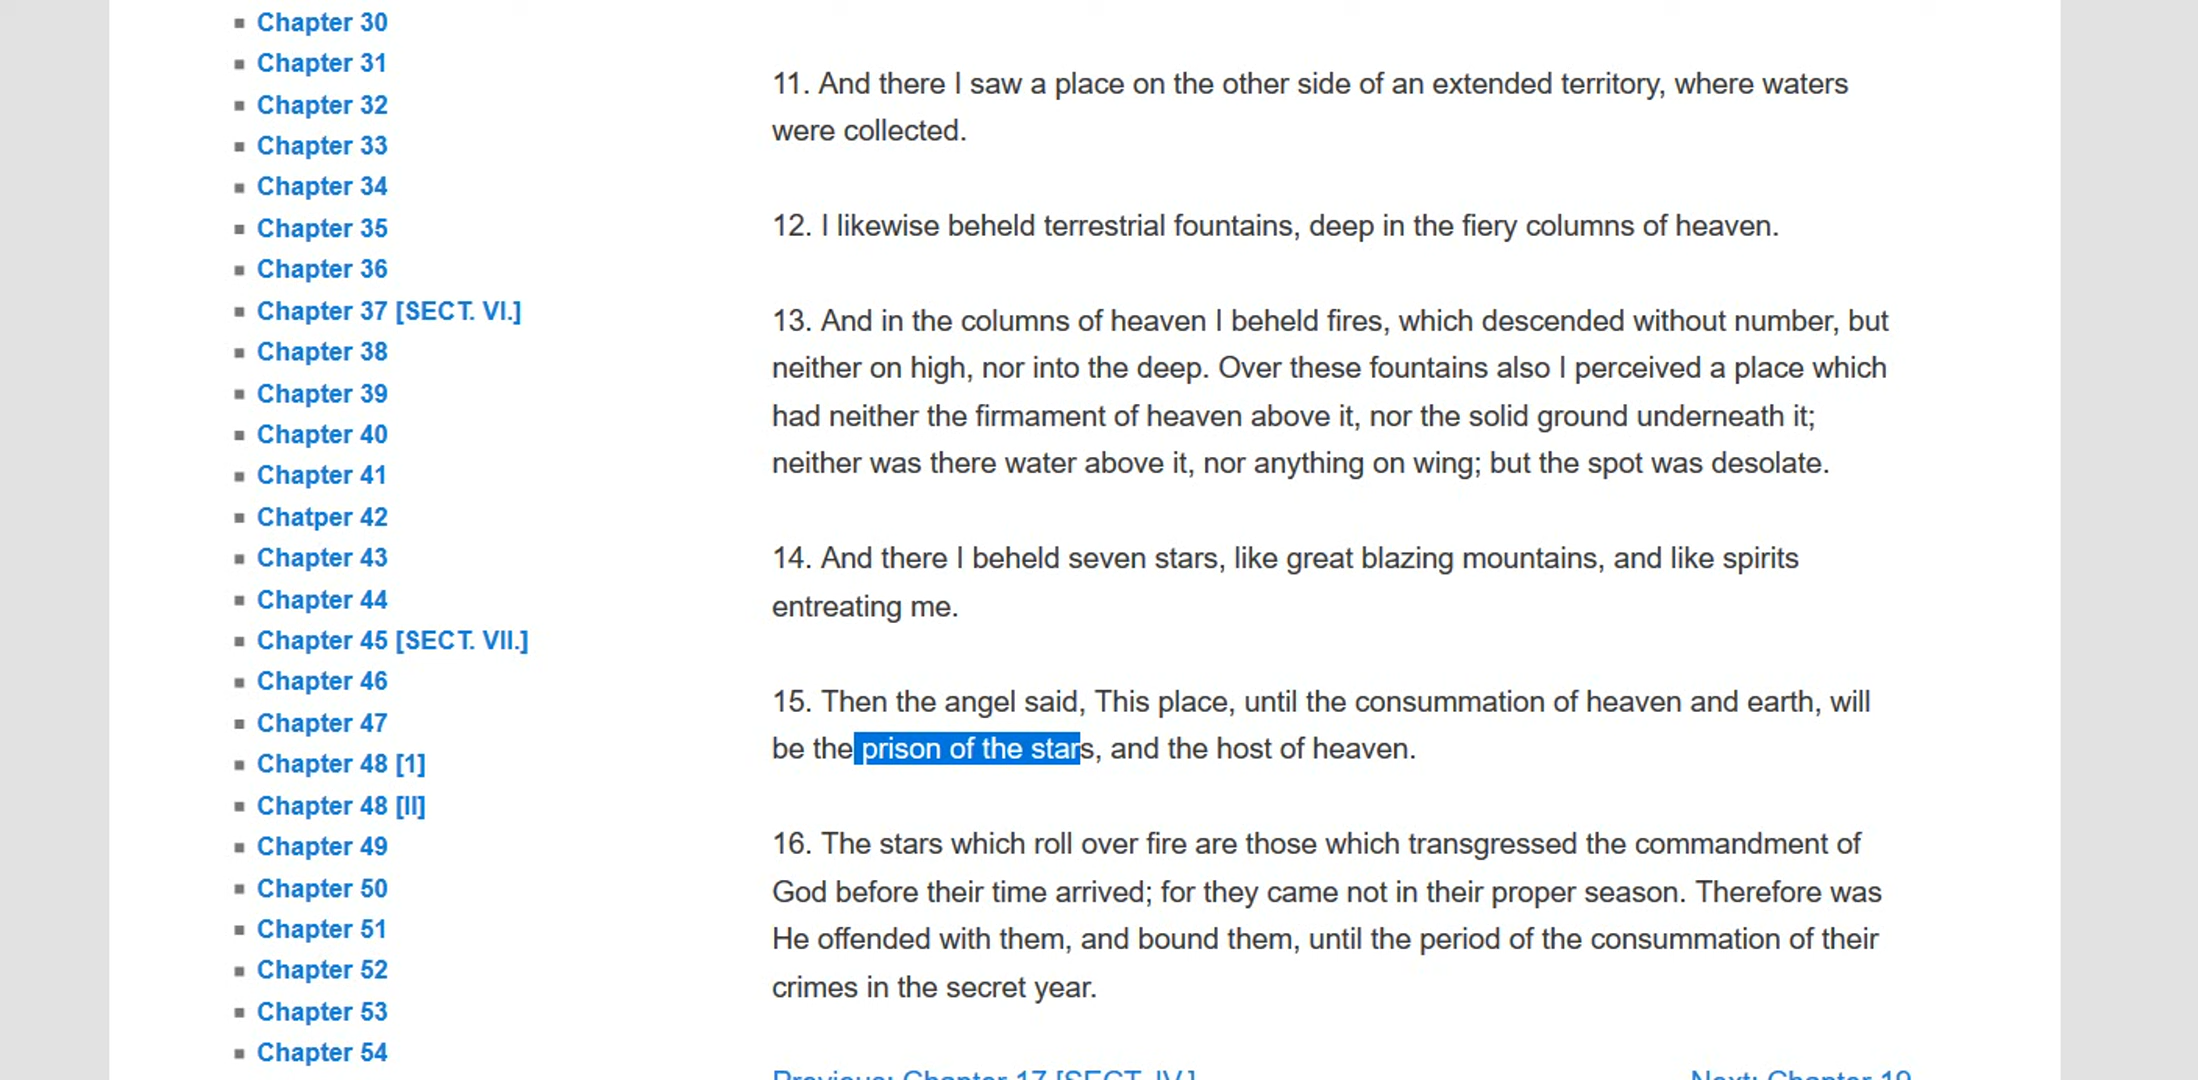 Chapter 30
Chapter 31
Chapter 32
Chapter 33
Chapter 34
Chapter 35
Chapter 36
Chapter 37 [SECT. VI.]
Chapter 38
Chapter 39
Chapter 40
Chapter 41
Chatper 42
Chapter 43
Chapter 44
Chapter 45 [SECT. VII.]
Chapter 46
Chapter 47
Chapter 48 [1]
Chapter 48 [II]
Chapter 49
Chapter 50
Chapter 51
Chapter 52
Chapter 53
Chapter 54
11. And there I saw a place on the other side of an extended territory, where waters
were collected.
12. I likewise beheld terrestrial fountains, deep in the fiery columns of heaven.
13. And in the columns of heaven I beheld fires, which descended without number, but
neither on high, nor into the deep. Over these fountains also I perceived a place which
had neither the firmament of heaven above it, nor the solid ground underneath it;
neither was there water above it, nor anything on wing; but the spot was desolate.
14. And there I beheld seven stars, like great blazing mountains, and like spirits
entreating me.
15. Then the angel said, This place, until the consummation of heaven and earth, will
be the prison of the stars, and the host of heaven.
16. The stars which roll over fire are those which transgressed the commandment of
God before their time arrived; for they came not in their proper season. Therefore was
He offended with them, and bound them, until the period of the consummation of their
crimes in the secret year.
Previous: Chapter 17 [SECT. IV.]
Next: Chapter 19